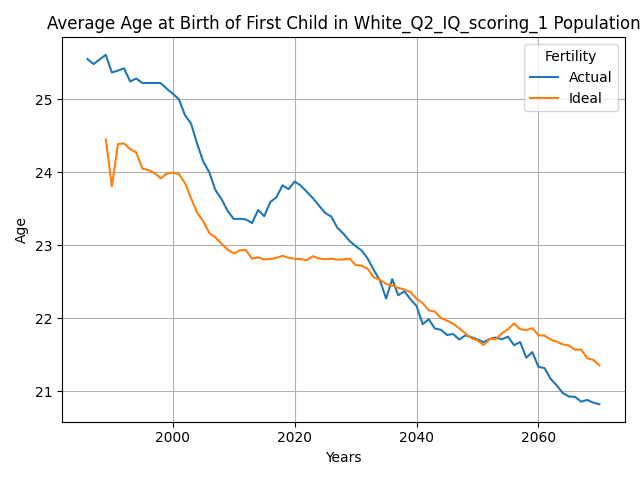 Average Age at Birth of First Child in White_Q2_IQ_scoring_1 Population
Fertility
Actual
Ideal
25
24
23
22
21
Age
2000
2020
2040
2060
Years